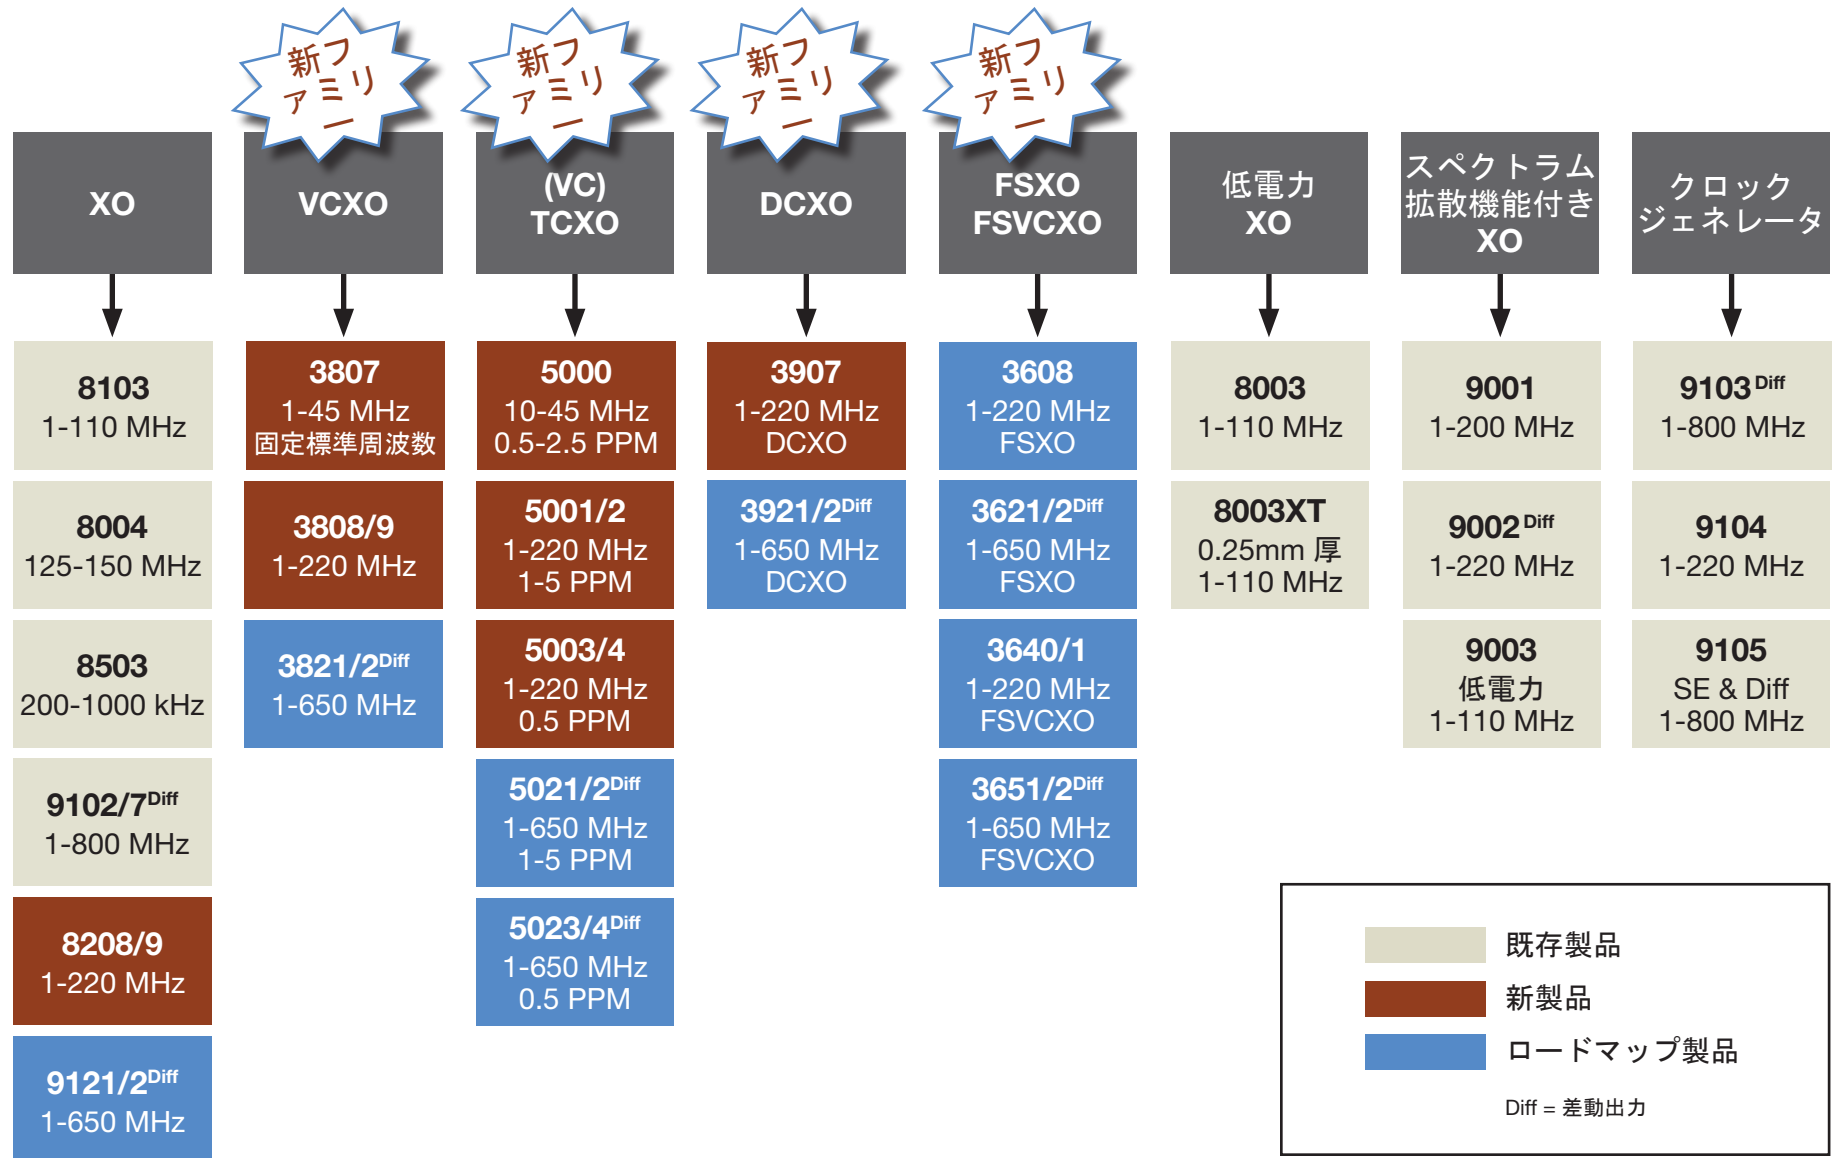 新フ
ァミリ
ー
新フ
ァミリ
ー
新フ
ァミリ
ー
新フ
ァミリ
ー
XO
8103
1-110 MHz
8004
125-150 MHz
8503
200-1000 kHz
9102/7Diff
1-800 MHz
8208/9
1-220 MHz
9121/2Diff
1-650 MHz
VCXO
3807
1-45 MHz
固定標準周波数
3808/9
1-220 MHz
3821/2Diff
1-650 MHz
(VC)
TCXO
5000
10-45 MHz
0.5-2.5 PPM
5001/2
1-220 MHz
1-5 PPM
5003/4
1-220 MHz
0.5 PPM
5021/2Diff
1-650 MHz
1-5 PPM
5023/4Diff
1-650 MHz
0.5 PPM
DCXO
3907
1-220 MHz
DCXO
3921/2Diff
1-650 MHz
DCXO
FSXO
FSVCXO
3608
1-220 MHz
FSXO
3621/2Diff
1-650 MHz
FSXO
3640/1
1-220 MHz
FSVCXO
3651/2Diff
1-650 MHz
FSVCXO
低電力
XO
8003
1-110 MHz
8003XT
0.25mm 厚
1-110 MHz
スペクトラム
拡散機能付き
XO
9001
1-200 MHz
9002 Diff
1-220 MHz
9003
低電力
1-110 MHz
クロック
ジェネレータ
9103 Diff
1-800 MHz
9104
1-220 MHz
9105
SE & Diff
1-800 MHz
既存製品
新製品
ロードマップ製品
Diff = 差動出力